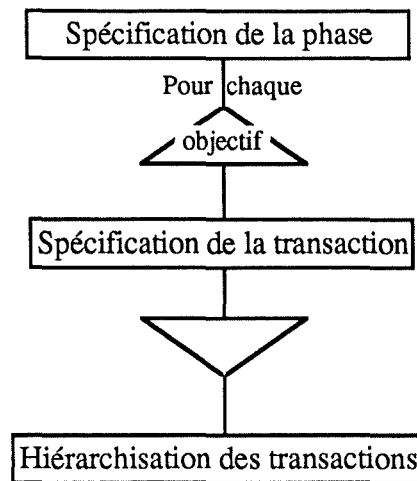 Spécification de la phase
Pour chaque
objectif
Spécification de la transaction
Hiérarchisation des transactions